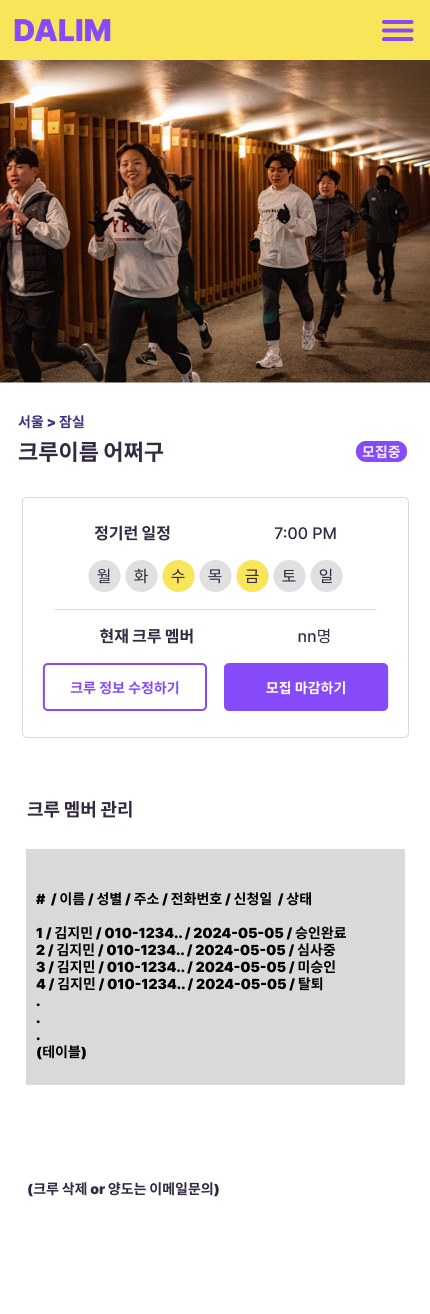 DALIM
서울 > 잠실
크루이름 어쩌구
모집중
정기런 일정
7:00 PM
월 화 수 목 금 토 일
현재 크루 멤버
nn명
크루 정보 수정하기
모집 마감하기
크루 멤버 관리
# / 이름 / 성별 / 주소 / 전화번호 / 신청일 / 상태
1 / 김지민 / 010-1234.. / 2024-05-05 / 승인완료
2 / 김지민 / 010-1234.. / 2024-05-05 / 심사중
3 / 김지민 / 010-1234.. / 2024-05-05 / 미승인
4 / 김지민 / 010-1234.. / 2024-05-05 / 탈퇴
.
.
.
(테이블)
(크루 삭제 or 양도는 이메일문의)